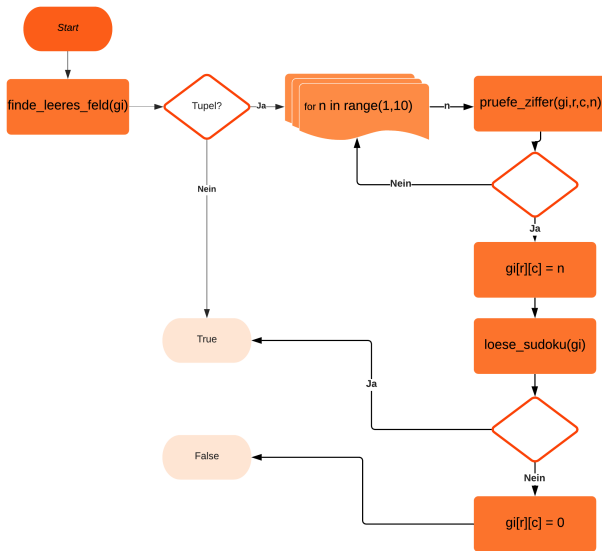 Start
finde_leeres_feld(gi)
Tupel?
Ja
for n in range(1,10)
n
pruefe_ziffer(gi,r,c,n)
Nein
Ja
Nein
gi[r][c] = n
True
loese_sudoku(gi)
Ja
False
Nein
gi[r][c] = 0